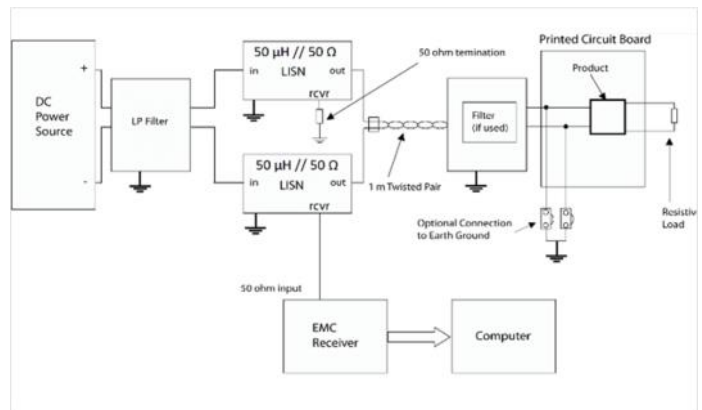 DC
Power
Source
+
-
LP Filter
50 μH // 50 Ω
in LISN out
rcvr
50 ohm temination
50 μH // 50 Ω
in LISN out
rcvr
1 m Twisted Pair
Filter
(if used)
Printed Circuit Board
Product
Optional Connection
to Earth Ground
Resistiv
Load
50 ohm input
EMC
Receiver
Computer